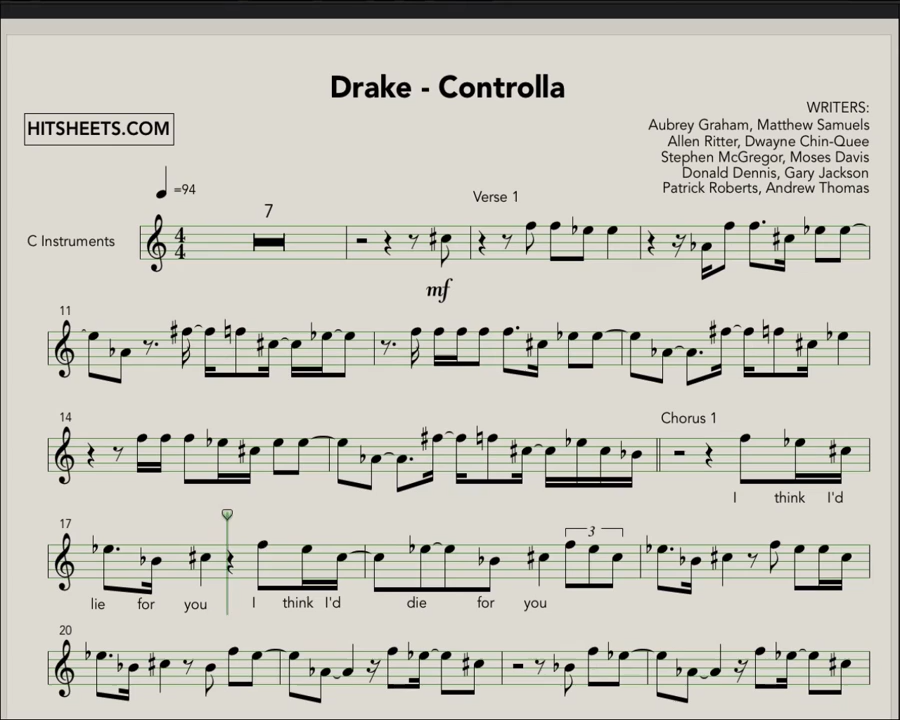 Drake - Controlla
HITSHEETS.COM
WRITERS:
Aubrey Graham, Matthew Samuels
Allen Ritter, Dwayne Chin-Quee
Stephen McGregor, Moses Davis
Donald Dennis, Gary Jackson
Patrick Roberts, Andrew Thomas
=94
Verse 1
7
C Instruments
4
4
mf
11
14
Chorus 1
I think I'd
17
3
lie for you I think I'd die for you
20